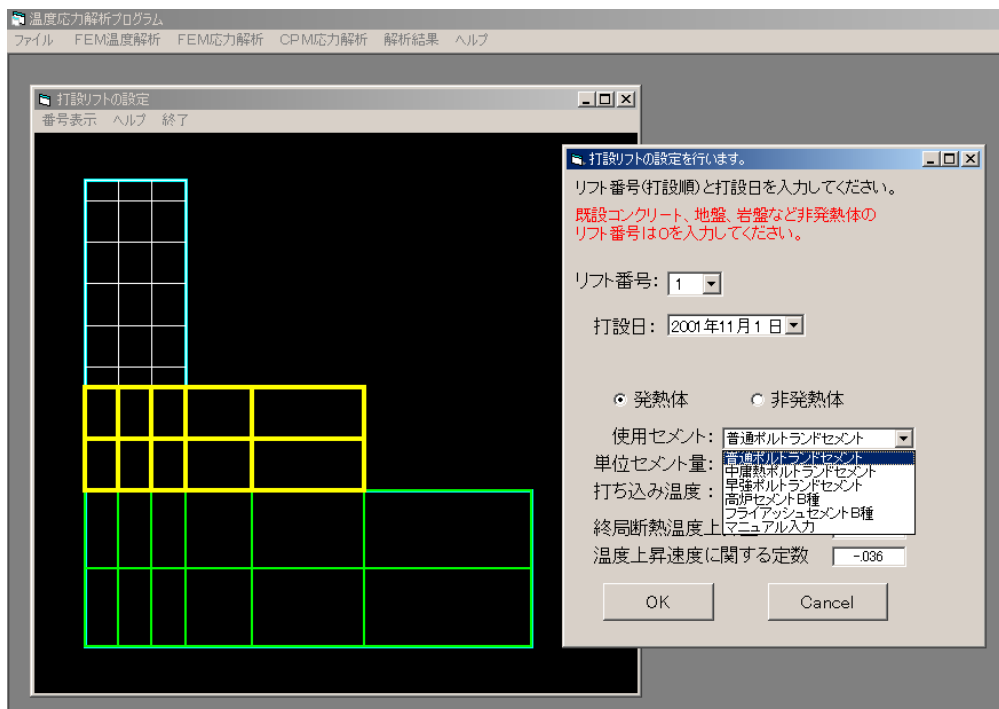 温度応力解析プログラム
ファイル FEM温度解析 FEM応力解析 CPM応力解析 解析結果 ヘルプ
打設リフトの設定
番号表示 ヘルプ 終了
打設リフトの設定を行います。
リフト番号(打設順)と打設日を入力してください。
既設コンクリート、地盤、岩盤など非発熱体の
リフト番号は0を入力してください。
リフト番号: 1
打設日: 2001年11月 1 日
発熱体 非発熱体
使用セメント: 普通ポルトランドセメント
単位セメント量:
打ち込み温度:
普通ポルトランドセメント
中庸熱ポルトランドセメント
早強ポルトランドセメント
高炉セメントB種
フライアッシュセメントB種
マニュアル入力
終局断熱温度上
温度上昇速度に関する定数 -.036
OK Cancel